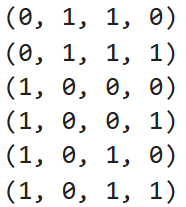 (0, 1, 1, 0)
(0, 1, 1, 1)
(1, 0, 0, 0)
(1, 0, 0, 1)
(1, 0, 1, 0)
(1, 0, 1, 1)